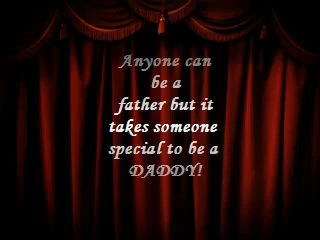 Anyone can
be a
father but it
takes someone
special to be a
DADDY!